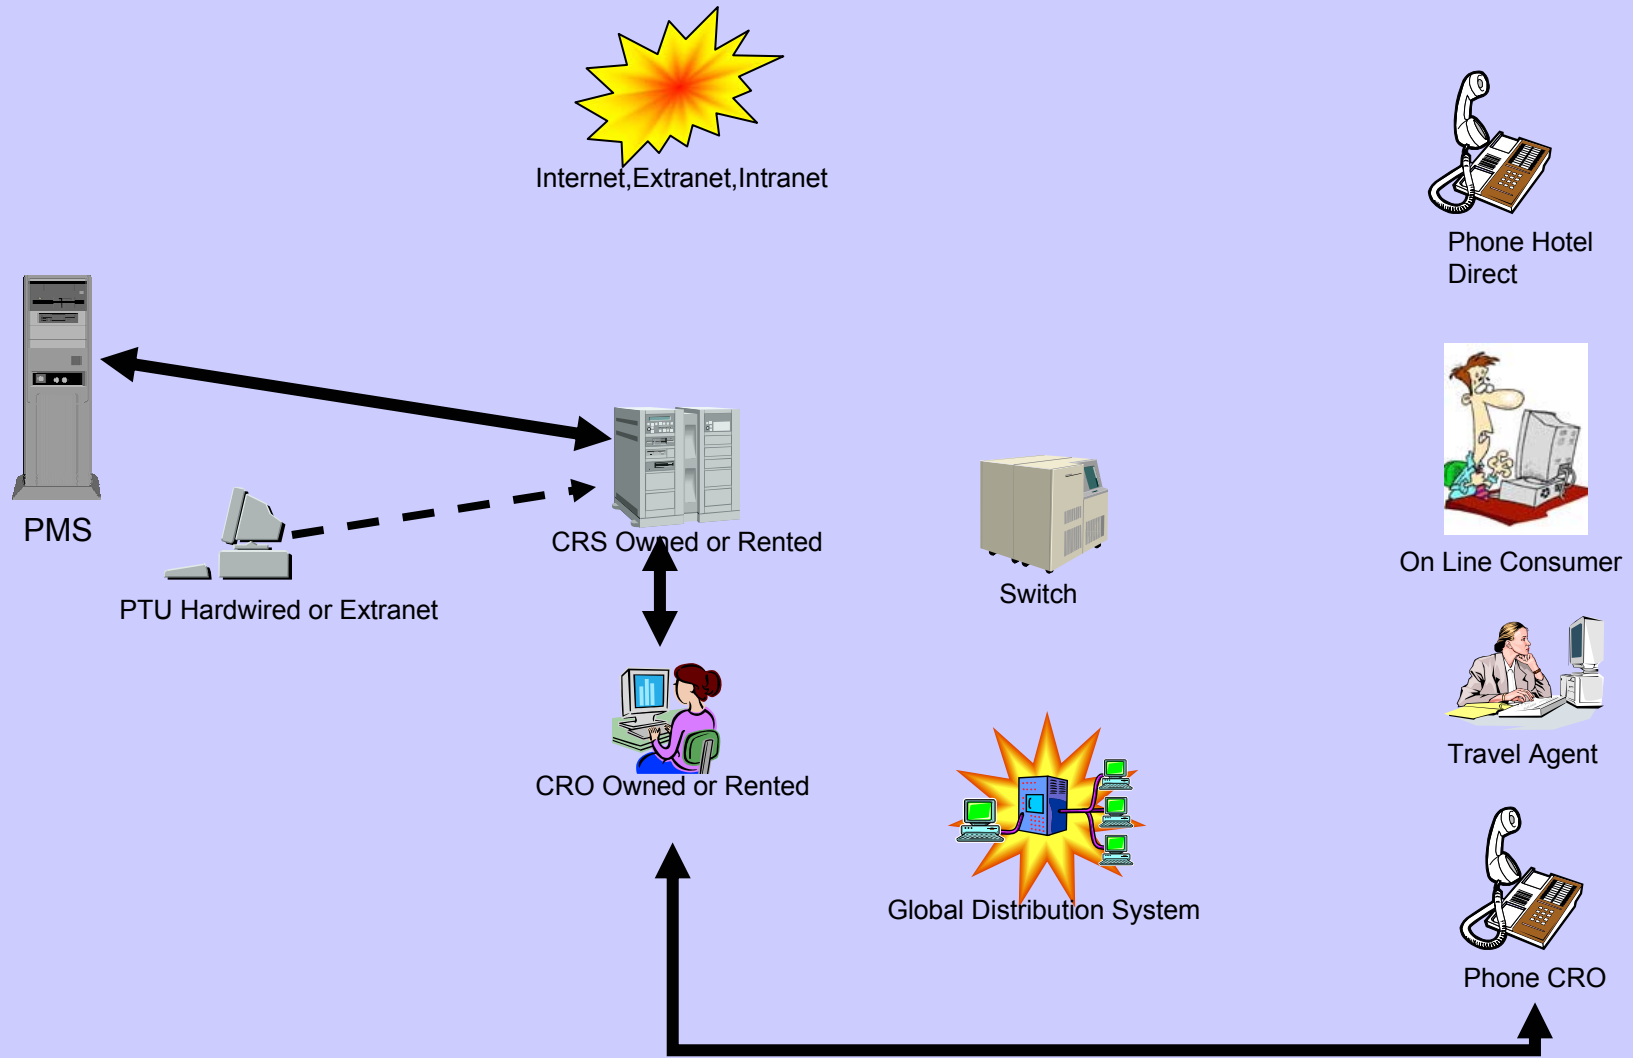 Internet,Extranet,Intranet
Phone Hotel
Direct
PMS
CRS Owned or Rented
On Line Consumer
Switch
PTU Hardwired or Extranet
Travel Agent
CRO Owned or Rented
Global Distribution System
Phone CRO